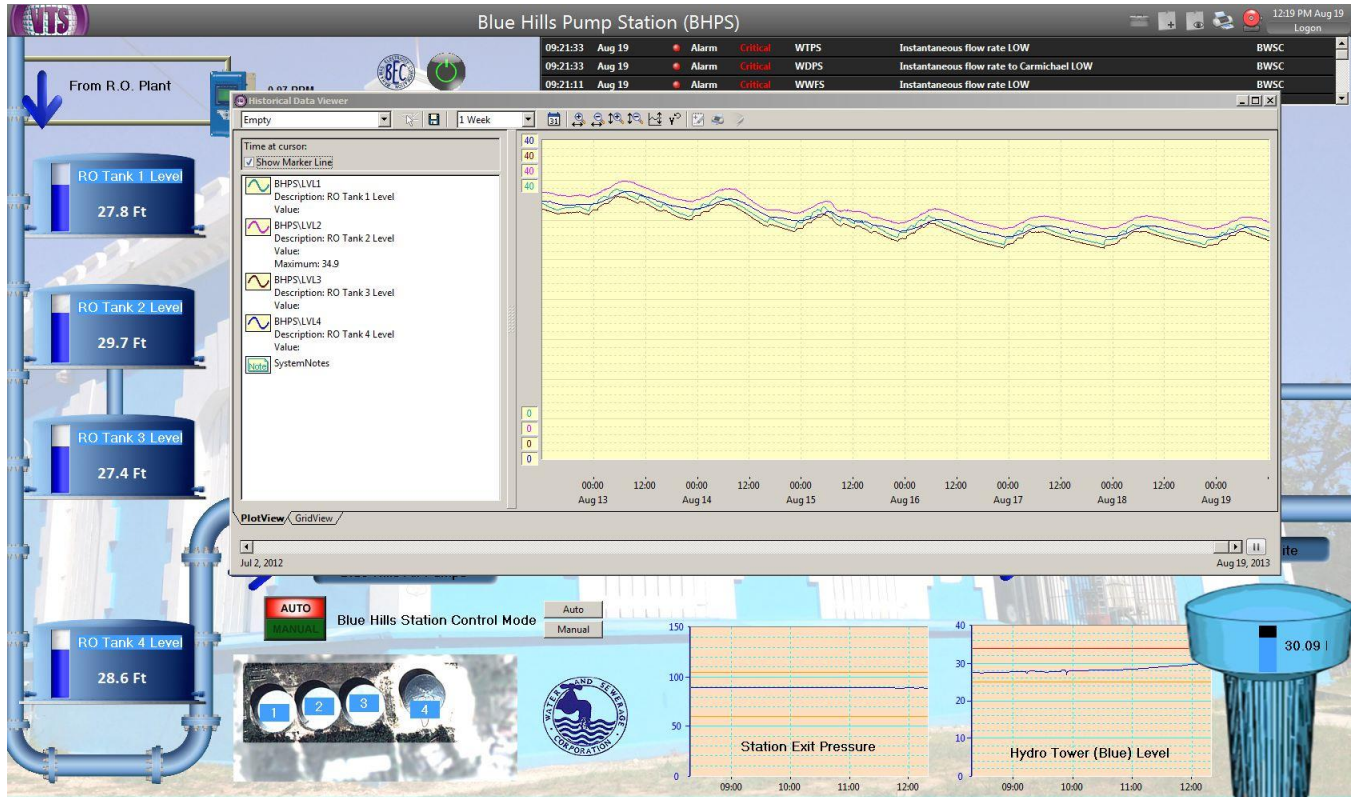 VTS
Blue Hills Pump Station (BHPS)
12:19 PM Aug 19
Logon
09:21:33 Aug 19 Alarm Critical WTPS Instantaneous flow rate LOW BWSC
09:21:33 Aug 19 Alarm Critical WDPS Instantaneous flow rate to Carmichael LOW BWSC
09:21:11 Aug 19 Alarm Critical WWFS Instantaneous flow rate LOW BWSC
From R.O. Plant
BEC
Historical Data Viewer
Empty
1 Week
31
Time at cursor:
Show Marker Line
BHPS\LVL1
Description: RO Tank 1 Level
Value:
BHPS\LVL2
Description: RO Tank 2 Level
Value:
Maximum: 34.9
BHPS\LVL3
Description: RO Tank 3 Level
Value:
BHPS\LVL4
Description: RO Tank 4 Level
Value:
Note
SystemNotes
40
40
40
40
0
0
0
0
00:00 12:00 00:00 12:00 00:00 12:00 00:00 12:00 00:00 12:00 00:00 12:00 00:00
Aug 13 Aug 14 Aug 15 Aug 16 Aug 17 Aug 18 Aug 19
PlotView GridView
Jul 2, 2012
Aug 19, 2013
RO Tank 1 Level
27.8 Ft
RO Tank 2 Level
29.7 Ft
RO Tank 3 Level
27.4 Ft
RO Tank 4 Level
28.6 Ft
AUTO
MANUAL
Blue Hills Station Control Mode
Auto
Manual
1 2 3 4
WATER AND SEWERAGE CORPORATION
150
100
50
0
Station Exit Pressure
09:00 10:00 11:00 12:00
40
30
20
10
0
Hydro Tower (Blue) Level
09:00 10:00 11:00 12:00
30.09